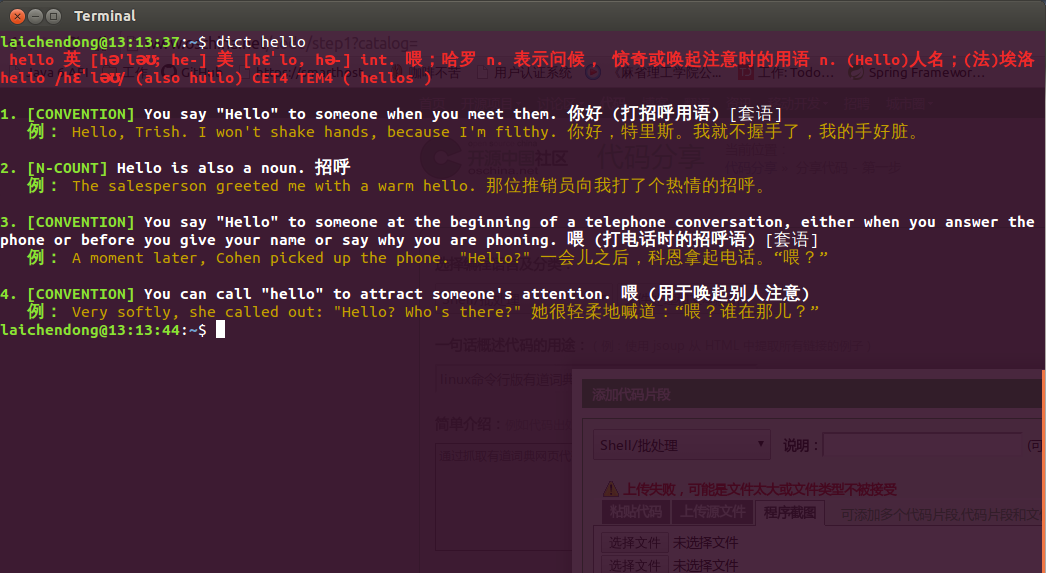 Terminal
laichendong@13:13:37:~$ dict hello
hello 英 [hə'ləʊ, he-] 美 [hɛˈlo, hə-] int. 喂；哈罗 n. 表示问候， 惊奇或唤起注意时的用语 n. (Hello)人名；(法)埃洛
hello /hɛˈləʊ/ (also hullo) CET4 TEM4 ( hellos )
1. [CONVENTION] You say "Hello" to someone when you meet them. 你好 (打招呼用语) [套语]
例： Hello, Trish. I won't shake hands, because I'm filthy. 你好，特里斯。我就不握手了，我的手好脏。
2. [N-COUNT] Hello is also a noun. 招呼
例： The salesperson greeted me with a warm hello. 那位推销员向我打了个热情的招呼。
3. [CONVENTION] You say "Hello" to someone at the beginning of a telephone conversation, either when you answer the
phone or before you give your name or say why you are phoning. 喂 (打电话时的招呼语) [套语]
例： A moment later, Cohen picked up the phone. "Hello?" 一会儿之后，科恩拿起电话。“喂？”
4. [CONVENTION] You can call "hello" to attract someone's attention. 喂 (用于唤起别人注意)
例： Very softly, she called out: "Hello? Who's there?" 她很轻柔地喊道：“喂？谁在那儿？”
laichendong@13:13:44:~$
一句话概述代码的用途：
添加代码片段
简单介绍：
Shell/批处理
说明：
上传失败，可能是文件太大或文件类型不被接受
粘贴代码 上传源文件 程序截图 可添加多个代码片段,代码片段和文
选择文件 未选择文件
选择文件 未选择文件